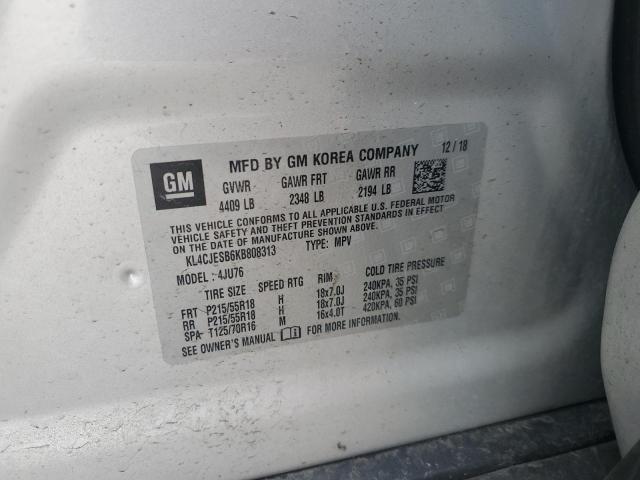 GM
MFD BY GM KOREA COMPANY 12/18
GVWR GAWR FRT GAWR RR
4409 LB 2348 LB 2194 LB
THIS VEHICLE CONFORMS TO ALL APPLICABLE U.S. FEDERAL MOTOR
VEHICLE SAFETY AND THEFT PREVENTION STANDARDS IN EFFECT
ON THE DATE OF MANUFACTURE SHOWN ABOVE.
KL4CJESB6KB808313 TYPE: MPV
MODEL: 4JU76
TIRE SIZE SPEED RTG RIM COLD TIRE PRESSURE
FRT P215/55R18 H 18x7.0J 240KPA, 35 PSI
RR P215/55R18 H 18x7.0J 240KPA, 35 PSI
SPA T125/70R16 M 16x4.0T 420KPA, 60 PSI
SEE OWNER'S MANUAL FOR MORE INFORMATION.